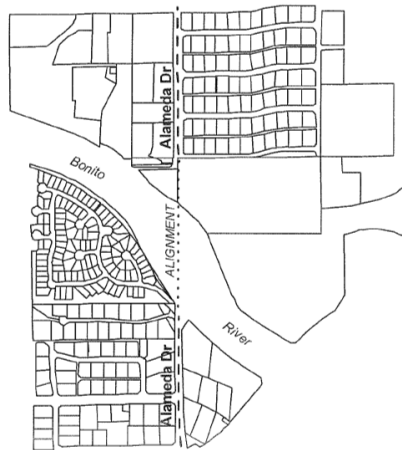 Alameda Dr
Bonito
ALIGNMENT
River
Alameda Dr